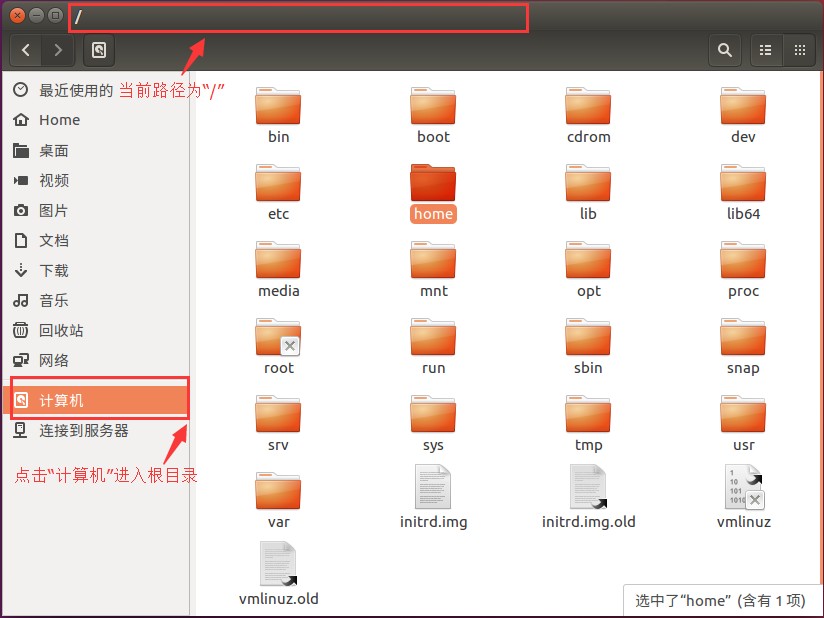 /
最近使用的 当前路径为“/”
Home
桌面
视频
图片
文档
下载
音乐
回收站
网络
计算机
连接到服务器
点击“计算机”进入根目录
bin boot cdrom dev
etc home lib lib64
media mnt opt proc
root run sbin snap
srv sys tmp usr
var initrd.img initrd.img.old vmlinuz
vmlinuz.old
1
10
101
1010
选中了“home” (含有 1 项)